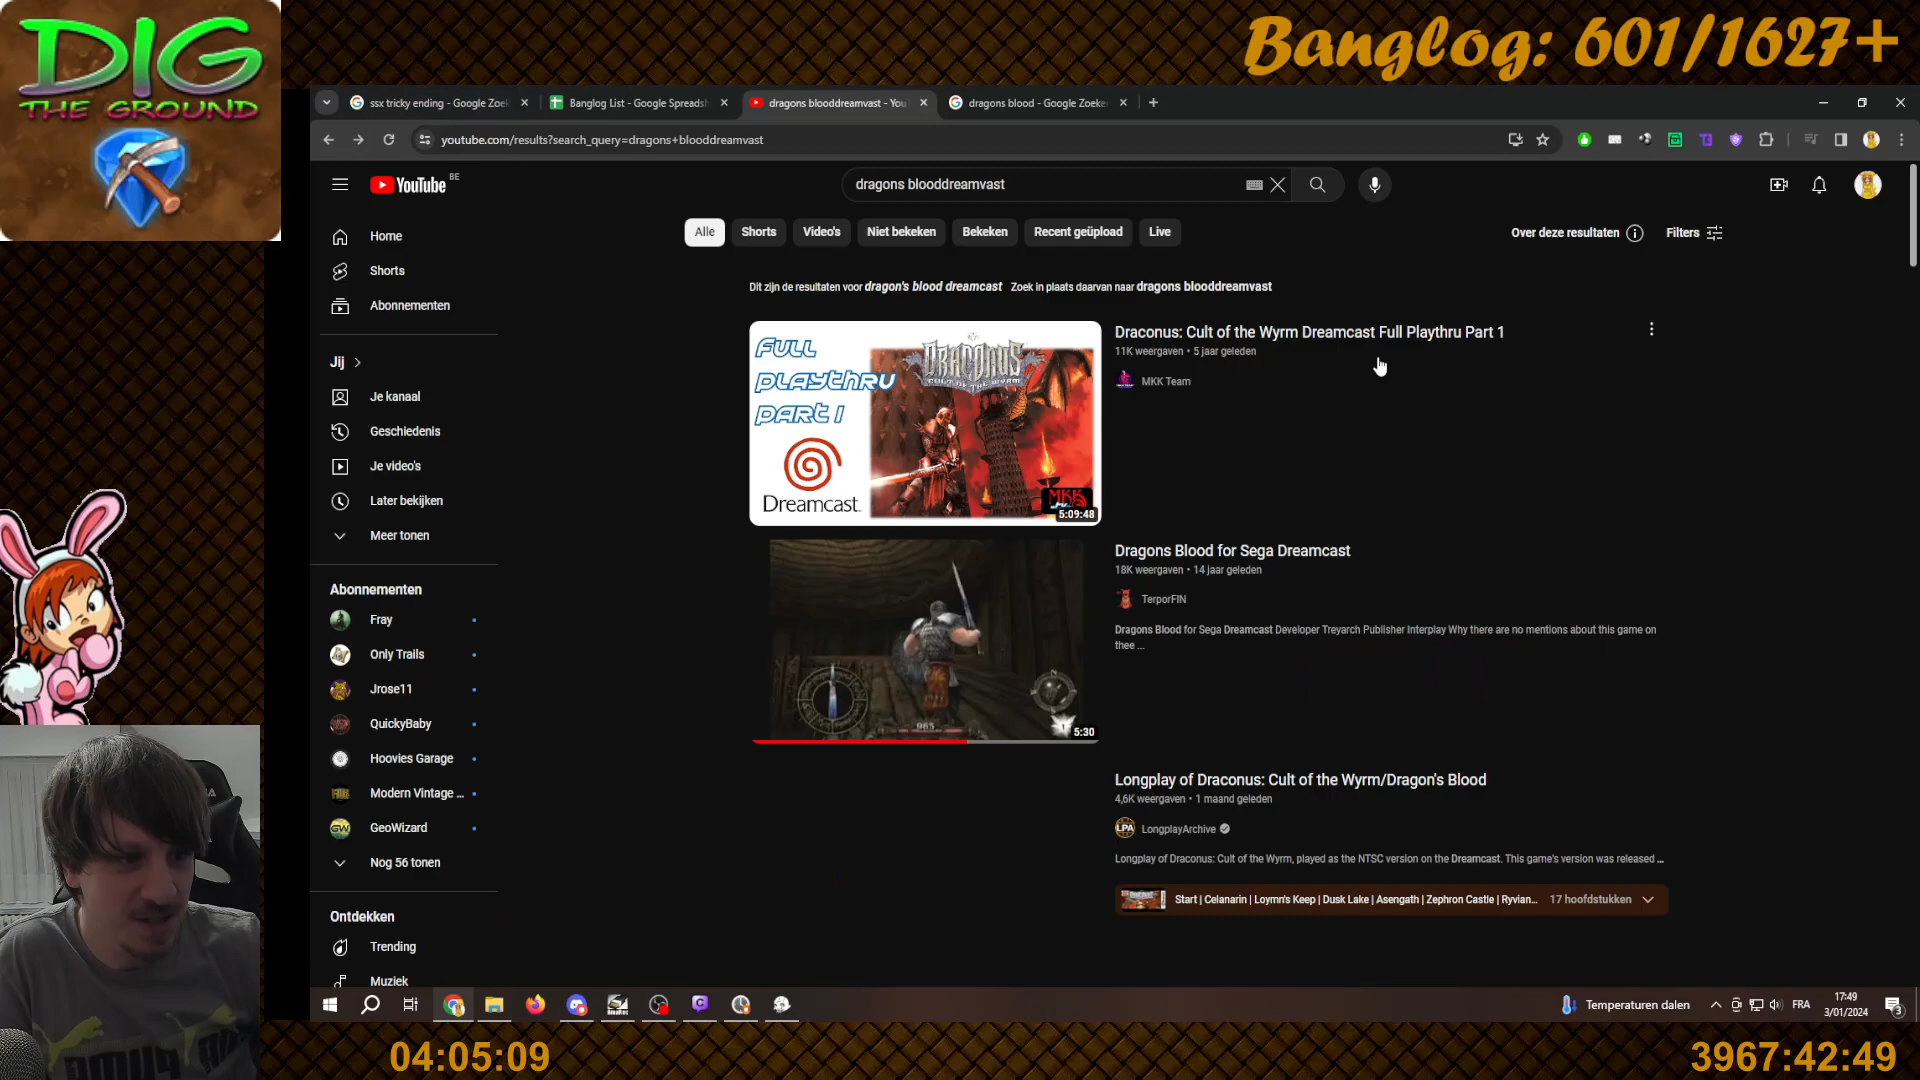 DIG
THE GROUND
Banglog: 601/1627+
ssx tricky ending - Google Zoek
Banglog List - Google Spreadsh
dragons blooddreamvast - You
dragons blood - Google Zoeke
youtube.com/results?search_query=dragons+blooddreamvast
YouTube BE
dragons blooddreamvast
Alle
Shorts
Video's
Niet bekeken
Bekeken
Recent geüpload
Live
Over deze resultaten
Filters
Home
Shorts
Abonnementen
Jij
Je kanaal
Geschiedenis
Je video's
Later bekijken
Meer tonen
Abonnementen
Fray
Only Trails
Jrose11
QuickyBaby
Hoovies Garage
Modern Vintage ...
GeoWizard
Nog 56 tonen
Ontdekken
Trending
Muziek
Dit zijn de resultaten voor dragon's blood dreamcast Zoek in plaats daarvan naar dragons blooddreamvast
FULL
PLAYTHRU
PART 1
DRACONUS
CULT OF THE WYRM
Dreamcast
MKK
5:09:48
Draconus: Cult of the Wyrm Dreamcast Full Playthru Part 1
11K weergaven • 5 jaar geleden
MKK Team
965
5:30
Dragons Blood for Sega Dreamcast
18K weergaven • 14 jaar geleden
TerporFIN
Dragons Blood for Sega Dreamcast Developer Treyarch Publisher Interplay Why there are no mentions about this game on
thee ...
Longplay of Draconus: Cult of the Wyrm/Dragon's Blood
4,6K weergaven • 1 maand geleden
LPA
LongplayArchive
Longplay of Draconus: Cult of the Wyrm, played as the NTSC version on the Dreamcast. This game's version was released ...
Start | Celanarin | Loymn's Keep | Dusk Lake | Asengath | Zephron Castle | Ryvian...
17 hoofdstukken
Temperaturen dalen
FRA
17:49
3/01/2024
3
04:05:09
3967:42:49